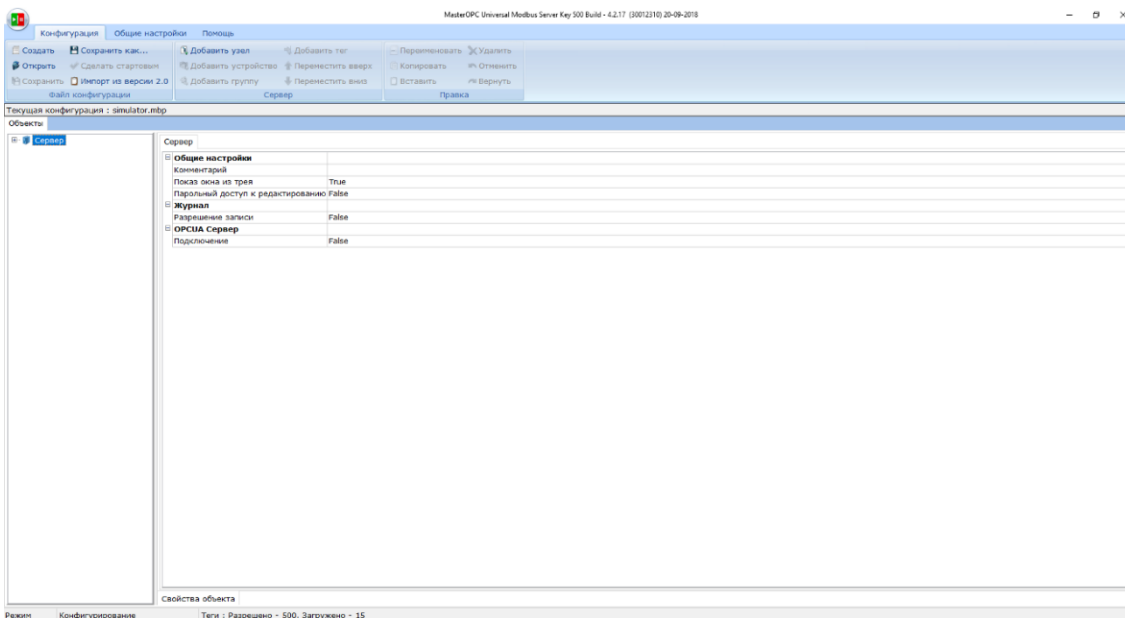 MasterOPC Universal Modbus Server Key 500 Build - 4.2.17 (30012310) 20-09-2018
Конфигурация Общие настройки Помощь
Создать Сохранить как... Добавить узел Добавить тег Переименовать Удалить
Открыть Сделать стартовым Добавить устройство Переместить вверх Копировать Отменить
Сохранить Импорт из версии 2.0 Добавить группу Переместить вниз Вставить Вернуть
Файл конфигурации Сервер Правка
Текущая конфигурация : simulator.mbp
Объекты
Сервер Сервер
Общие настройки
Комментарий
Показ окна из трея True
Парольный доступ к редактированию False
Журнал
Разрешение записи False
OPCUA Сервер
Подключение False
Свойства объекта
Режим Конфигурирование Теги : Разрешено - 500, Загружено - 15